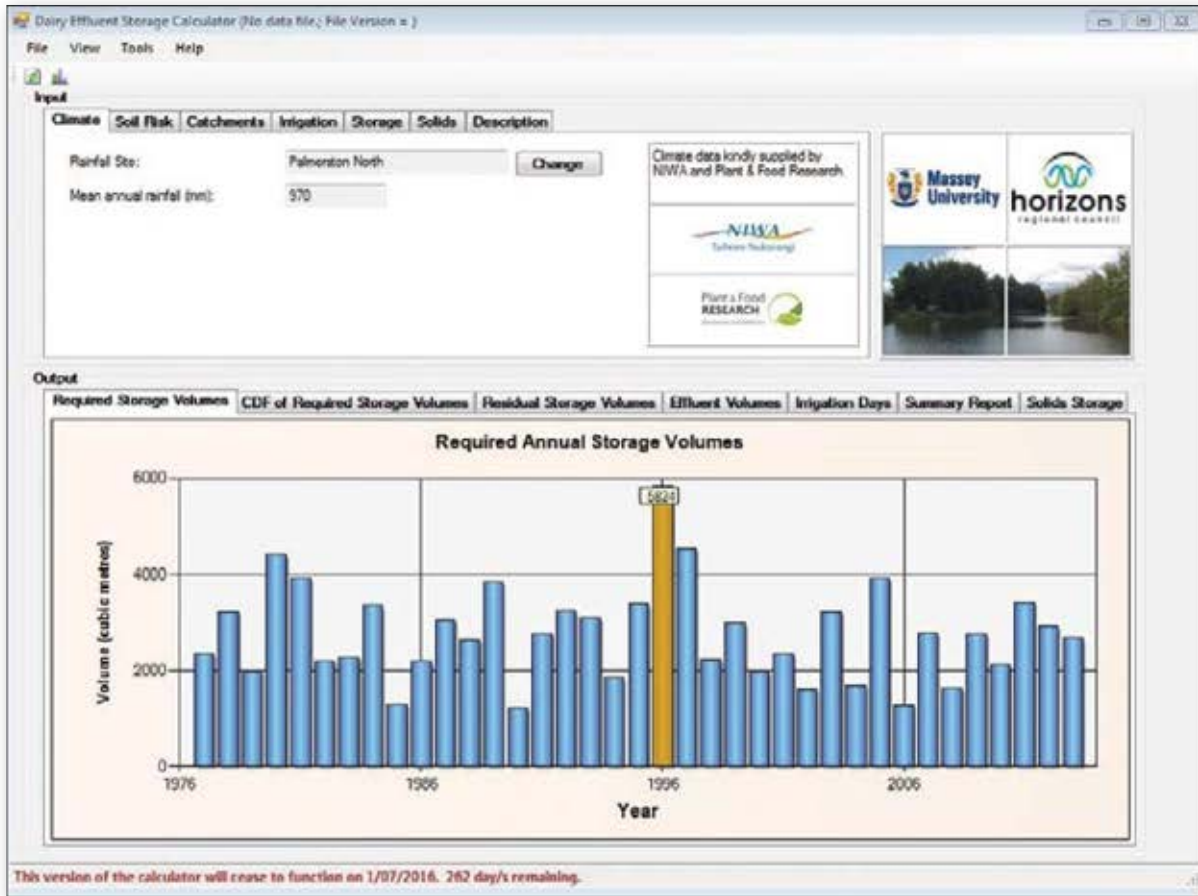 Dairy Effluent Storage Calculator (No data file.; File Version = )
File View Tools Help
Input
Climate Soil Risk Catchments Irrigation Storage Solids Description
Rainfall Site: Palmerston North Change
Mean annual rainfall (mm): 970
Climate data kindly supplied by
NIWA and Plant & Food Research.
NIWA
Taihoro Nukurangi
Plant & Food
RESEARCH
Massey
University
horizons
regional council
Output
Required Storage Volumes CDF of Required Storage Volumes Residual Storage Volumes Effluent Volumes Irrigation Days Summary Report Solids Storage
Required Annual Storage Volumes
6000
5824
4000
Volume (cubic metres)
2000
0
1976 1986 1996 2006
Year
This version of the calculator will cease to function on 1/07/2016. 262 day/s remaining.